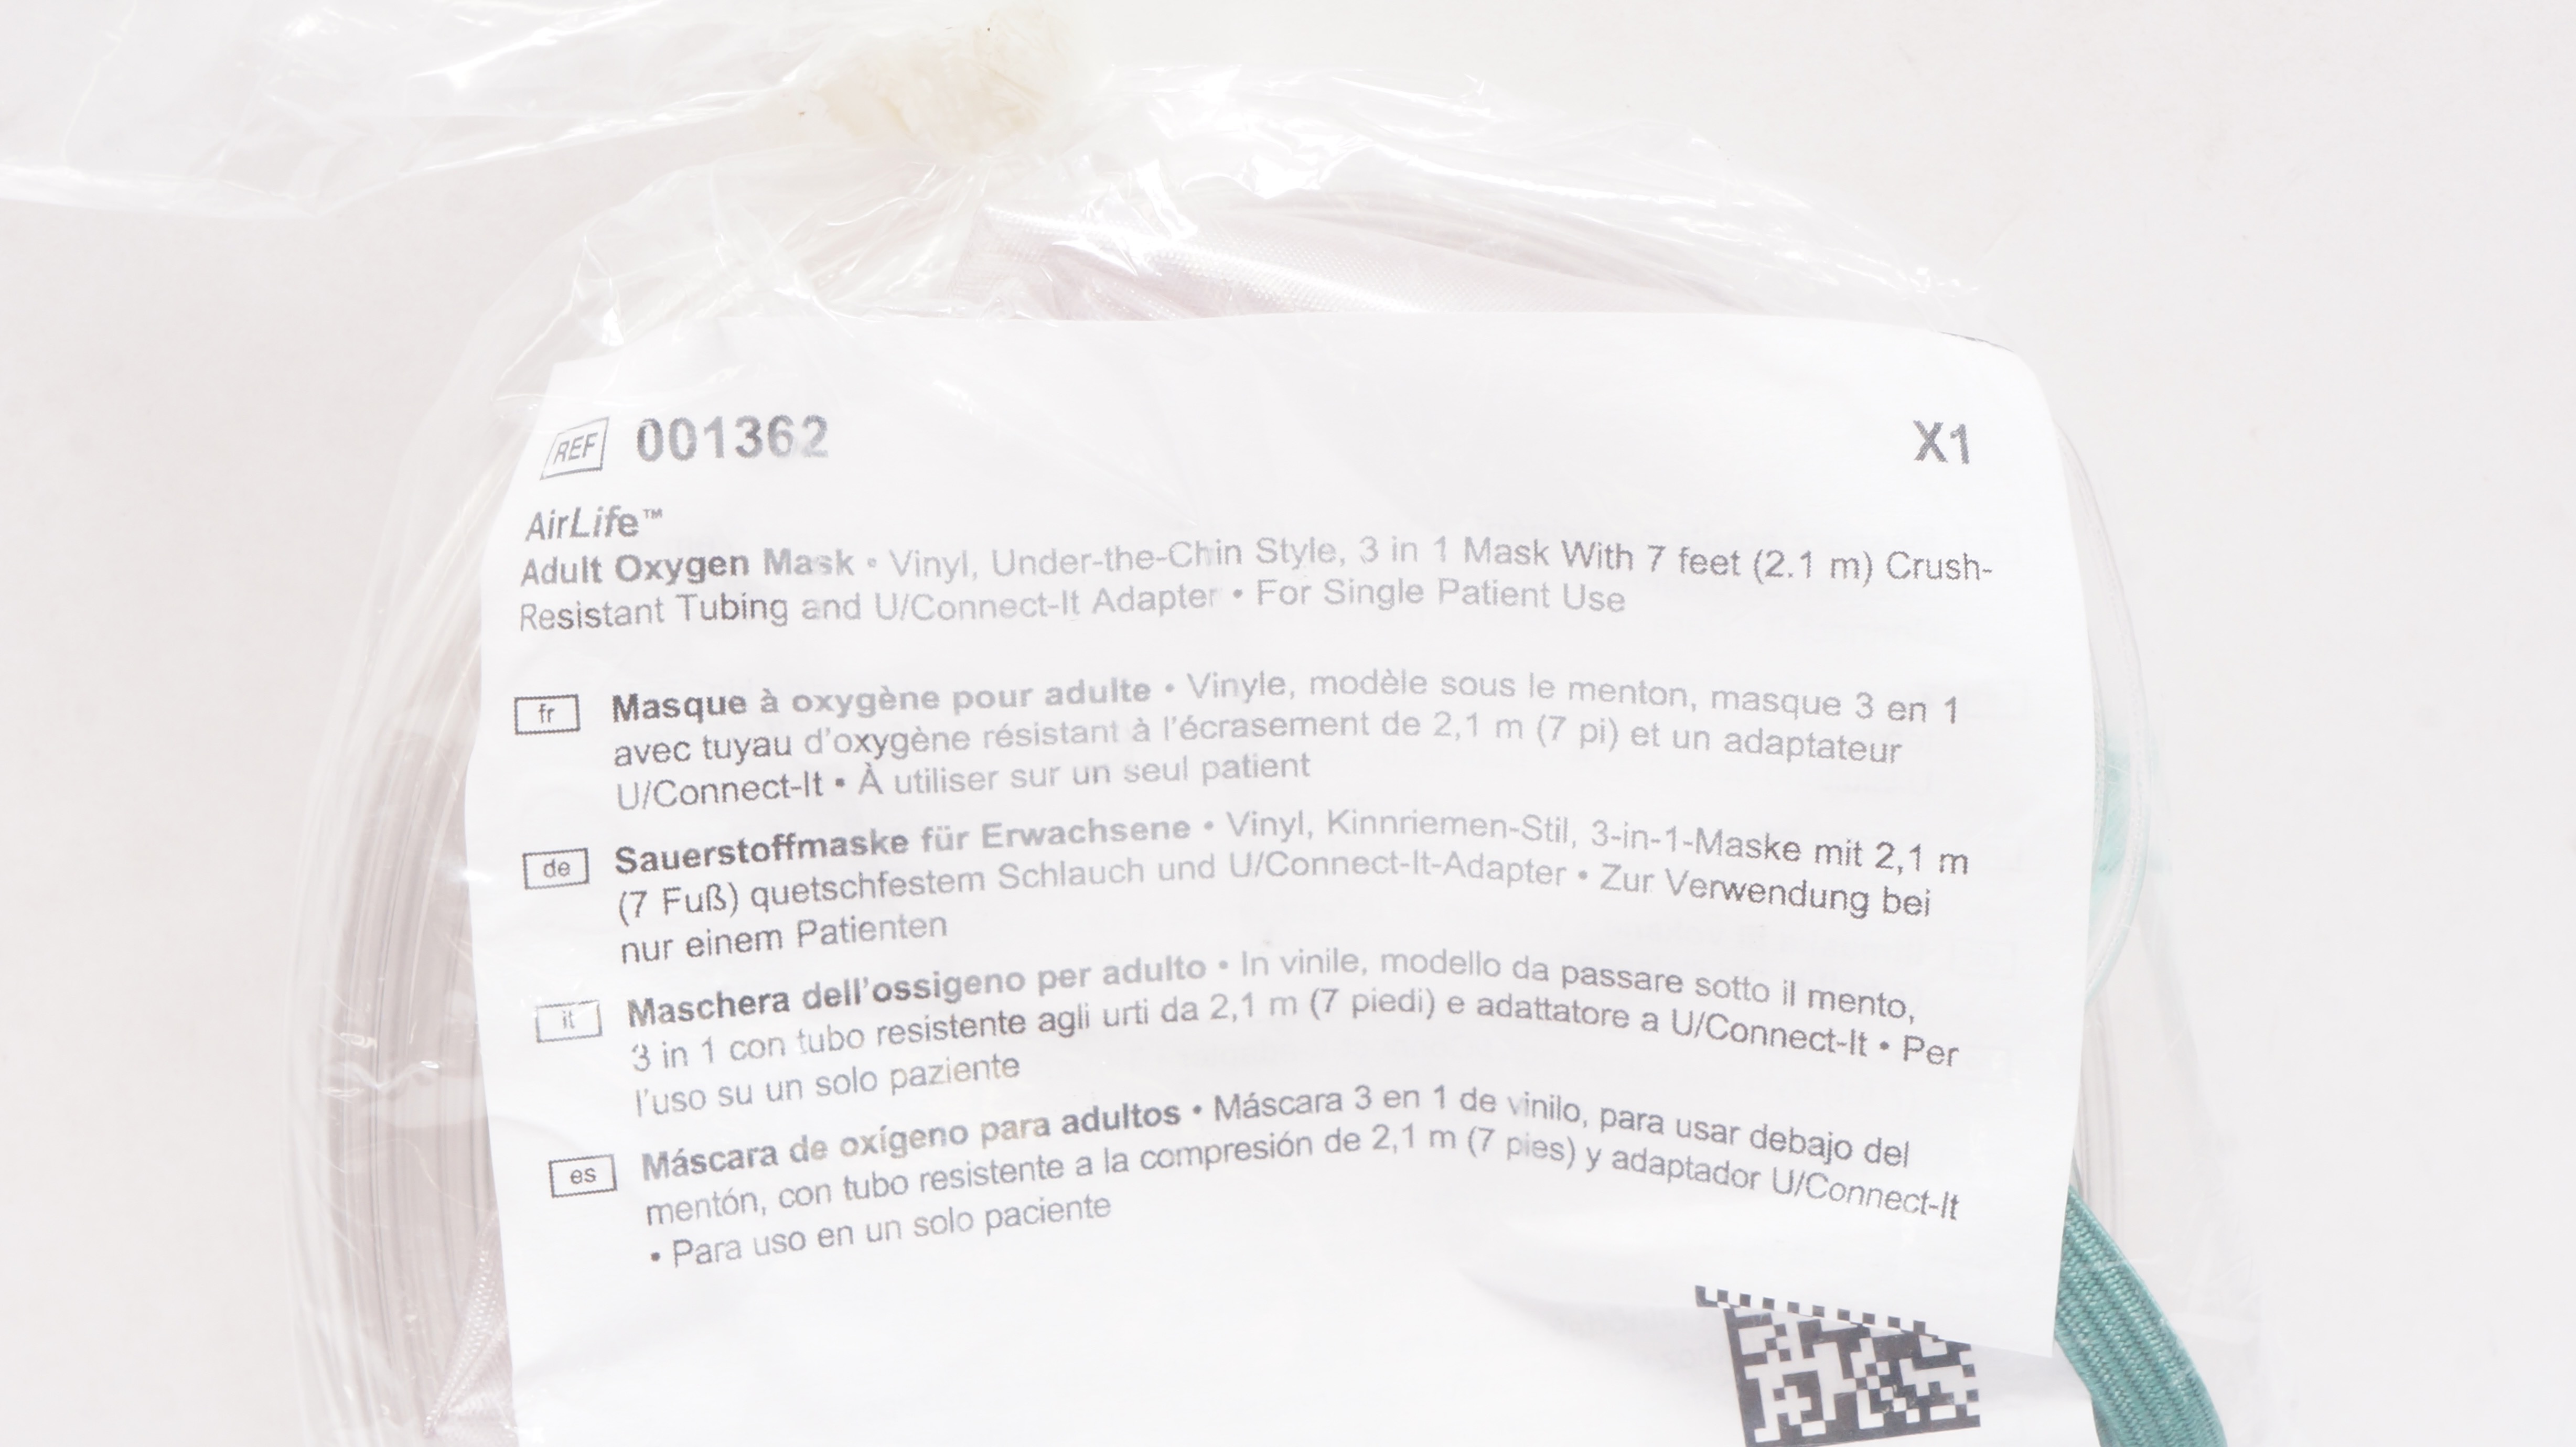 REF 001362 X1
AirLife™
Adult Oxygen Mask • Vinyl, Under-the-Chin Style, 3 in 1 Mask With 7 feet (2.1 m) Crush-
Resistant Tubing and U/Connect-It Adapter • For Single Patient Use
fr Masque à oxygène pour adulte • Vinyle, modèle sous le menton, masque 3 en 1
avec tuyau d'oxygène résistant à l'écrasement de 2,1 m (7 pi) et un adaptateur
U/Connect-It • À utiliser sur un seul patient
de Sauerstoffmaske für Erwachsene • Vinyl, Kinnriemen-Stil, 3-in-1-Maske mit 2,1 m
(7 Fuß) quetschfestem Schlauch und U/Connect-It-Adapter • Zur Verwendung bei
nur einem Patienten
it Maschera dell'ossigeno per adulto • In vinile, modello da passare sotto il mento,
3 in 1 con tubo resistente agli urti da 2,1 m (7 piedi) e adattatore a U/Connect-It • Per
l'uso su un solo paziente
es Máscara de oxígeno para adultos • Máscara 3 en 1 de vinilo, para usar debajo del
mentón, con tubo resistente a la compresión de 2,1 m (7 pies) y adaptador U/Connect-It
• Para uso en un solo paciente